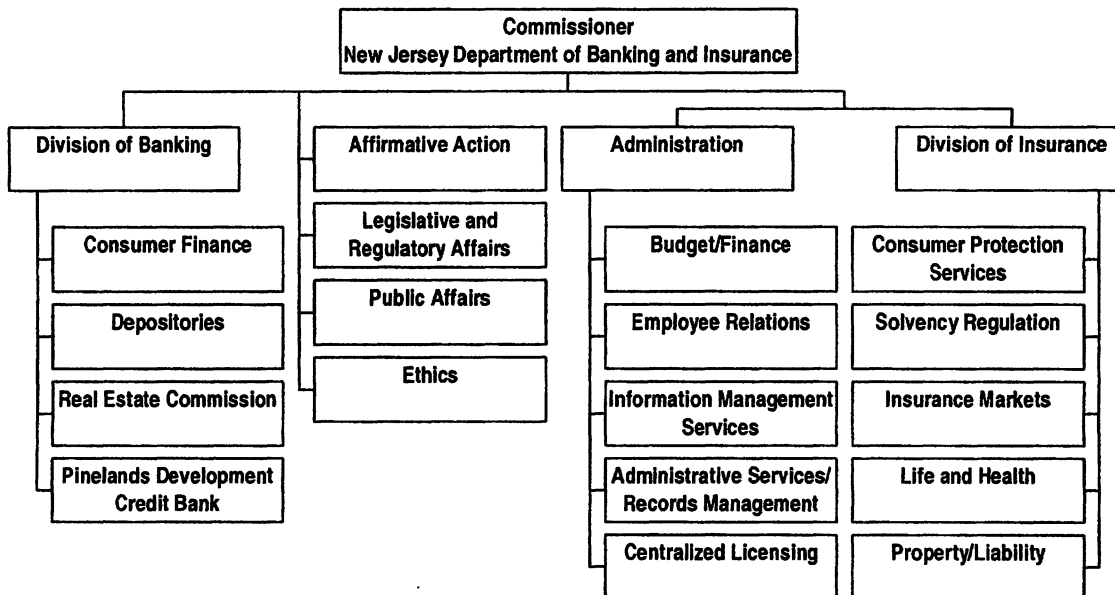 Commissioner
New Jersey Department of Banking and Insurance
Division of Banking
Consumer Finance
Depositories
Real Estate Commission
Pinelands Development
Credit Bank
Affirmative Action
Legislative and
Regulatory Affairs
Public Affairs
Ethics
Administration
Budget/Finance
Employee Relations
Information Management
Services
Administrative Services/
Records Management
Centralized Licensing
Division of Insurance
Consumer Protection
Services
Solvency Regulation
Insurance Markets
Life and Health
Property/Liability